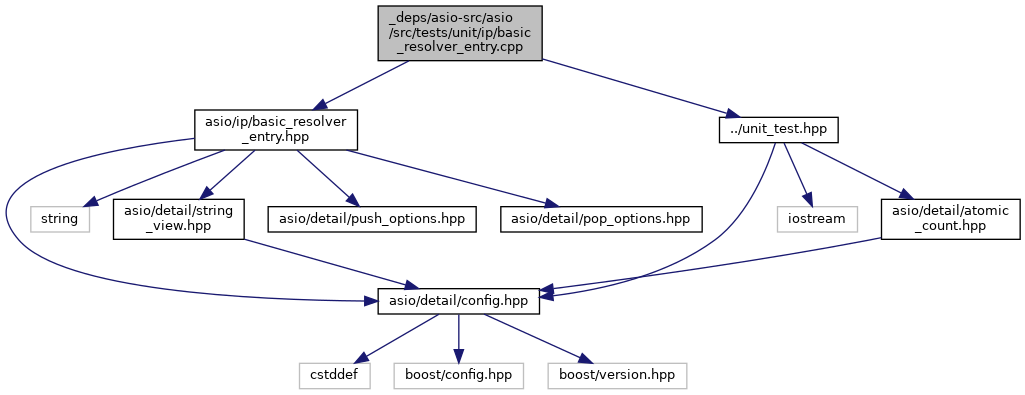 _deps/asio-src/asio
/src/tests/unit/ip/basic
_resolver_entry.cpp
asio/ip/basic_resolver
_entry.hpp
../unit_test.hpp
string
asio/detail/string
_view.hpp
asio/detail/push_options.hpp
asio/detail/pop_options.hpp
iostream
asio/detail/atomic
_count.hpp
asio/detail/config.hpp
cstddef
boost/config.hpp
boost/version.hpp